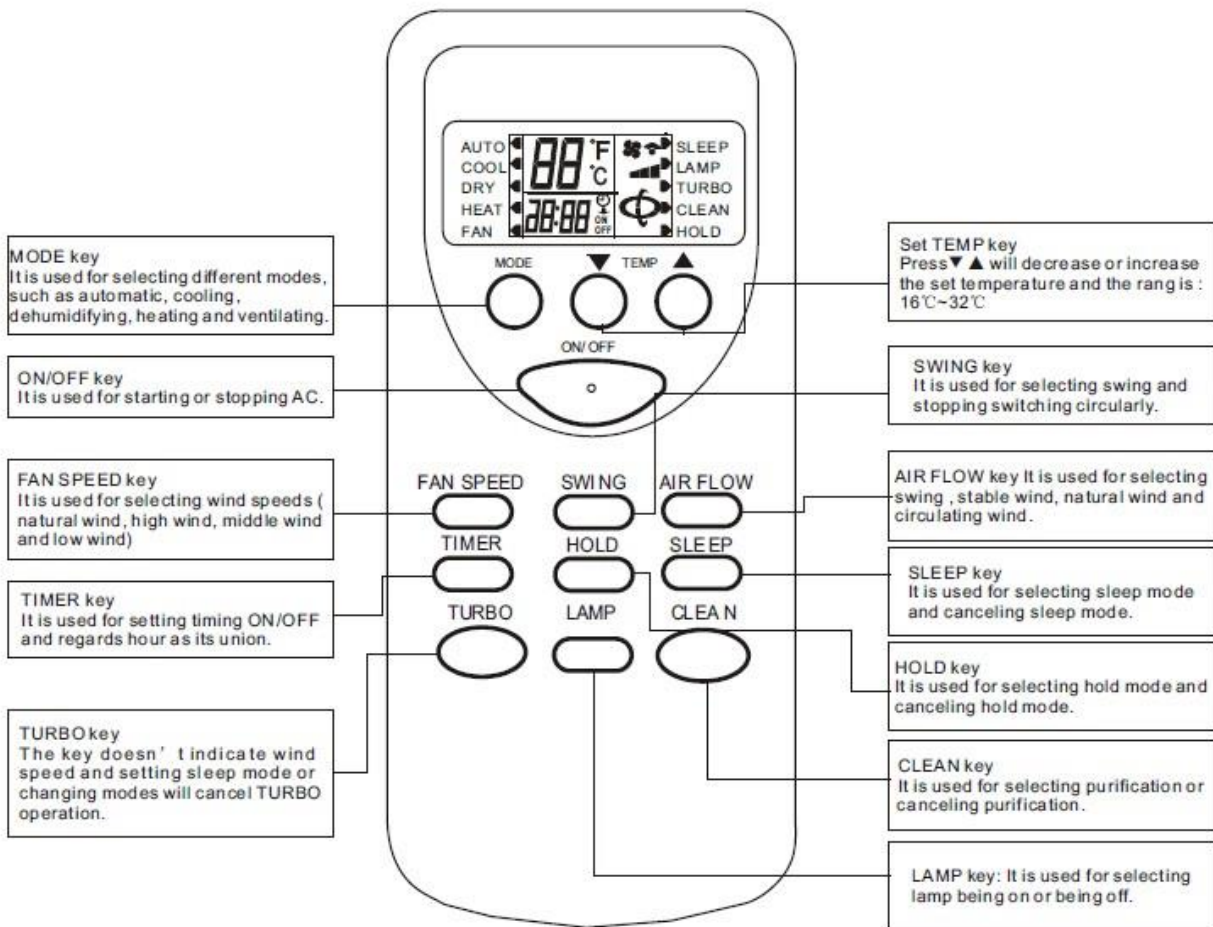 AUTO
COOL
DRY
HEAT
FAN
88 °F
°C
28:88 ON
OFF
SLEEP
LAMP
TURBO
CLEAN
HOLD
MODE ▼ TEMP ▲
ON/OFF
FAN SPEED SWING AIR FLOW
TIMER HOLD SLEEP
TURBO LAMP CLEAN
MODE key
It is used for selecting different modes,
such as automatic, cooling,
dehumidifying, heating and ventilating.
ON/OFF key
It is used for starting or stopping AC.
FAN SPEED key
It is used for selecting wind speeds (
natural wind, high wind, middle wind
and low wind)
TIMER key
It is used for setting timing ON/OFF
and regards hour as its union.
TURBO key
The key doesn't indicate wind
speed and setting sleep mode or
changing modes will cancel TURBO
operation.
Set TEMP key
Press▼ ▲ will decrease or increase
the set temperature and the rang is :
16℃~32℃
SWING key
It is used for selecting swing and
stopping switching circularly.
AIR FLOW key It is used for selecting
swing , stable wind, natural wind and
circulating wind.
SLEEP key
It is used for selecting sleep mode
and canceling sleep mode.
HOLD key
It is used for selecting hold mode and
canceling hold mode.
CLEAN key
It is used for selecting purification or
canceling purification.
LAMP key: It is used for selecting
lamp being on or being off.